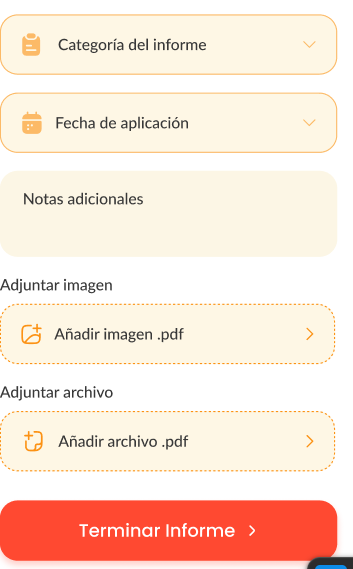 Categoría del informe
Fecha de aplicación
Notas adicionales
Adjuntar imagen
Añadir imagen .pdf
Adjuntar archivo
Añadir archivo .pdf
Terminar Informe